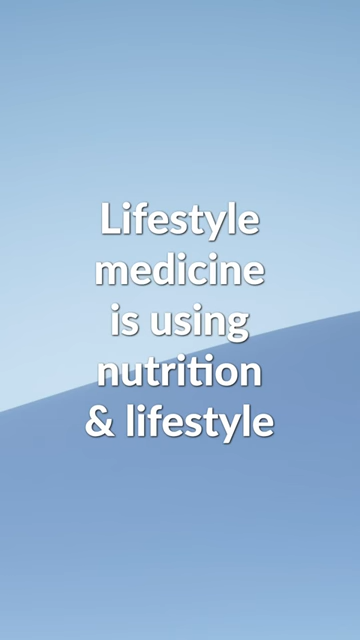 Lifestyle
medicine
is using
nutrition
& lifestyle